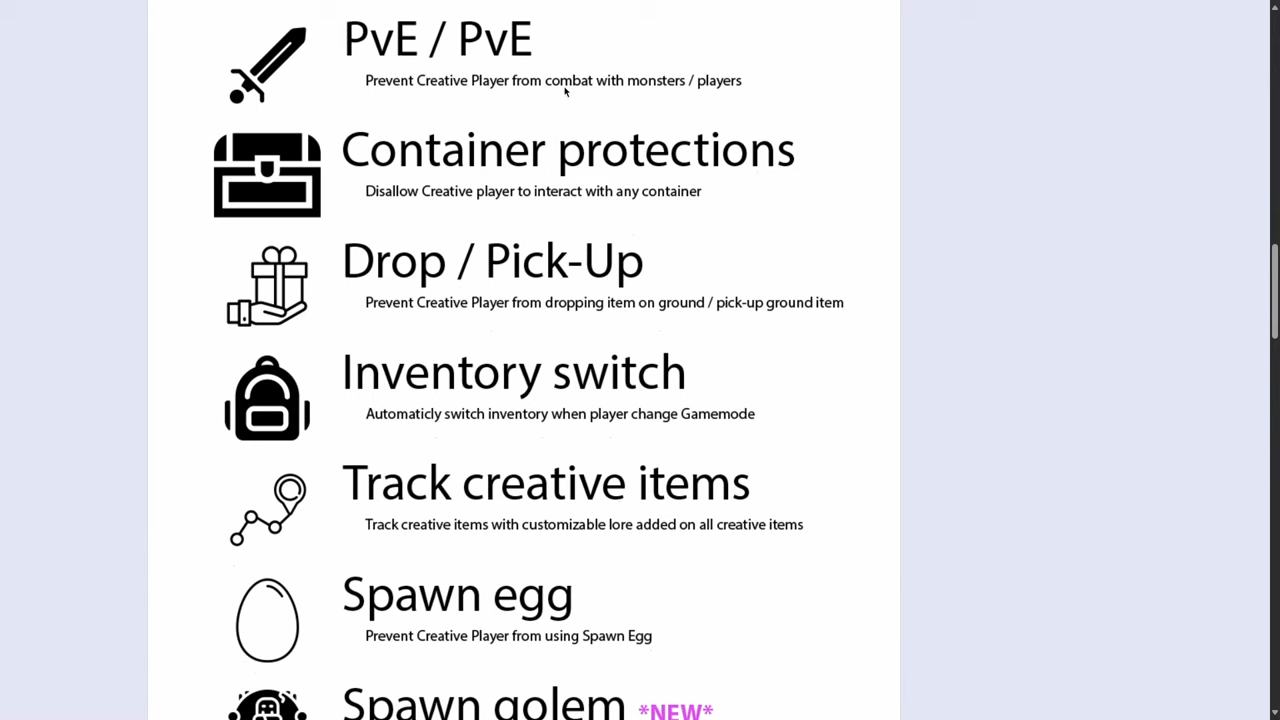 PvE / PvE
Prevent Creative Player from combat with monsters / players
Container protections
Disallow Creative player to interact with any container
Drop / Pick-Up
Prevent Creative Player from dropping item on ground / pick-up ground item
Inventory switch
Automaticly switch inventory when player change Gamemode
Track creative items
Track creative items with customizable lore added on all creative items
Spawn egg
Prevent Creative Player from using Spawn Egg
Spawn golem *NEW*